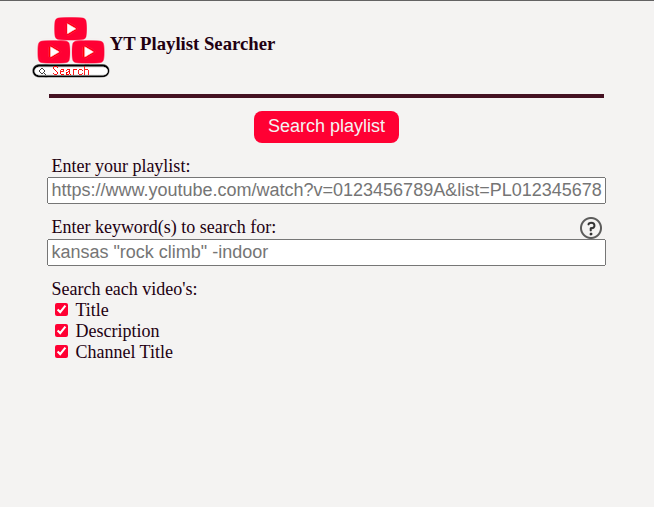 Search
YT Playlist Searcher
Search playlist
Enter your playlist:
https://www.youtube.com/watch?v=0123456789A&list=PL012345678
Enter keyword(s) to search for:
?
kansas "rock climb" -indoor
Search each video's:
Title
Description
Channel Title